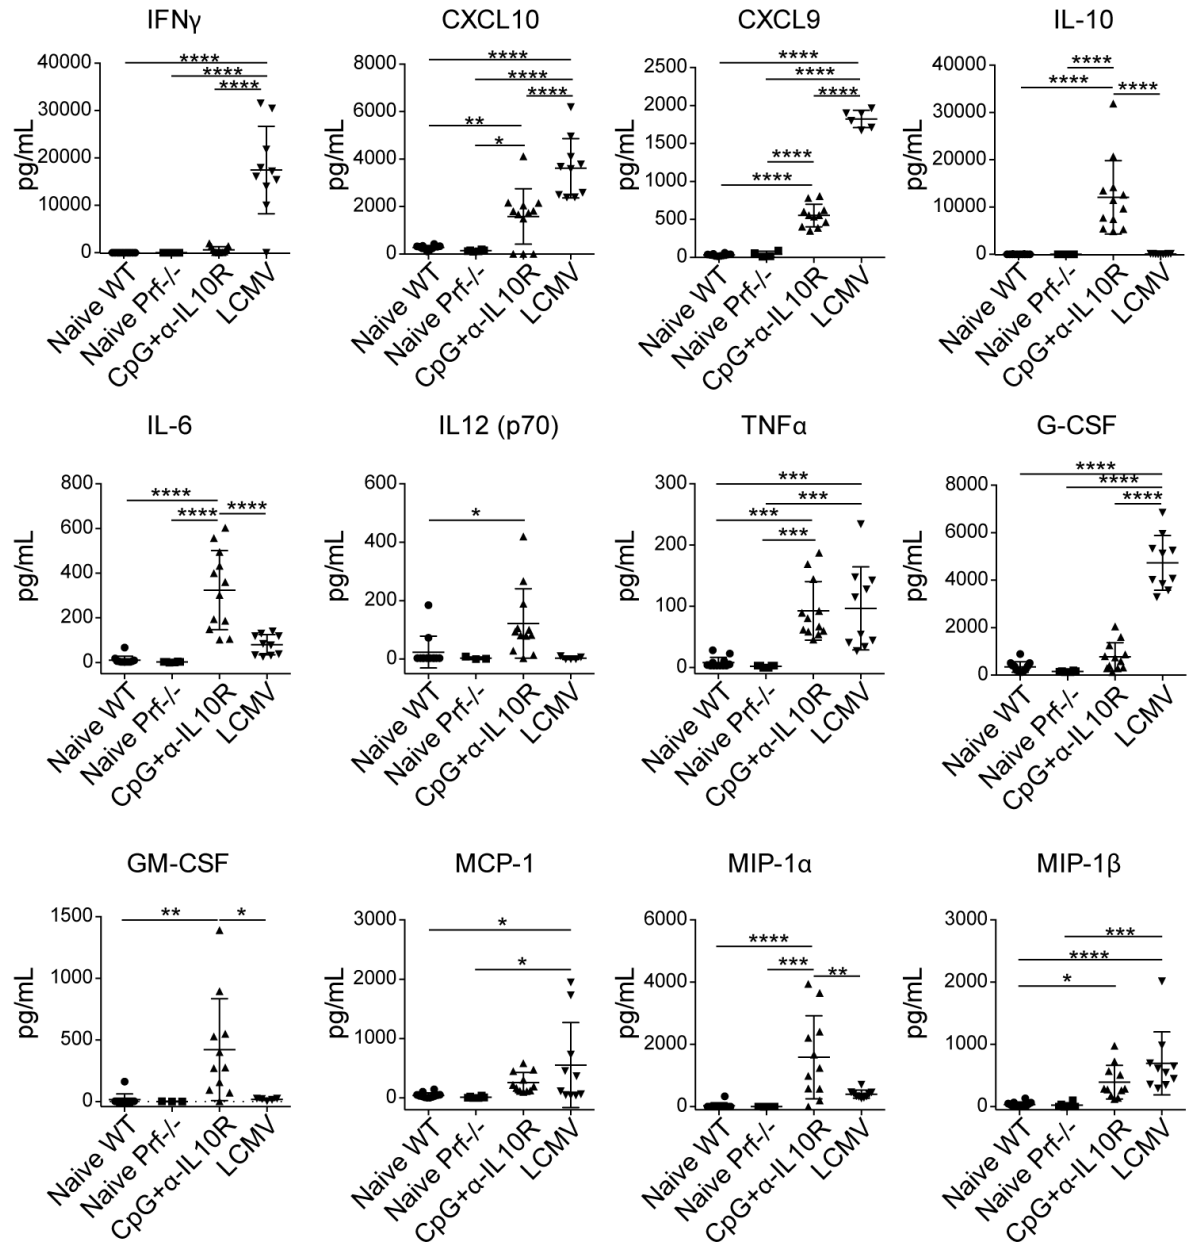 IFNγ
CXCL10
CXCL9
IL-10
pg/mL
40000
30000
20000
10000
0
****
****
****
Naive WT
Naive Prf-/-
CpG+α-IL10R
LCMV
pg/mL
8000
6000
4000
2000
0
****
****
****
**
*
Naive WT
Naive Prf-/-
CpG+α-IL10R
LCMV
pg/mL
2500
2000
1500
1000
500
0
****
****
****
****
****
Naive WT
Naive Prf-/-
CpG+α-IL10R
LCMV
pg/mL
40000
30000
20000
10000
0
****
****
****
Naive WT
Naive Prf-/-
CpG+α-IL10R
LCMV
IL-6
IL12 (p70)
TNFα
G-CSF
pg/mL
800
600
400
200
0
****
****
****
Naive WT
Naive Prf-/-
CpG+α-IL10R
LCMV
pg/mL
600
400
200
0
*
Naive WT
Naive Prf-/-
CpG+α-IL10R
LCMV
pg/mL
300
200
100
0
***
***
***
***
Naive WT
Naive Prf-/-
CpG+α-IL10R
LCMV
pg/mL
8000
6000
4000
2000
0
****
****
****
Naive WT
Naive Prf-/-
CpG+α-IL10R
LCMV
GM-CSF
MCP-1
MIP-1α
MIP-1β
pg/mL
1500
1000
500
0
**
*
Naive WT
Naive Prf-/-
CpG+α-IL10R
LCMV
pg/mL
3000
2000
1000
0
*
*
Naive WT
Naive Prf-/-
CpG+α-IL10R
LCMV
pg/mL
6000
4000
2000
0
****
***
**
Naive WT
Naive Prf-/-
CpG+α-IL10R
LCMV
pg/mL
3000
2000
1000
0
***
****
*
Naive WT
Naive Prf-/-
CpG+α-IL10R
LCMV